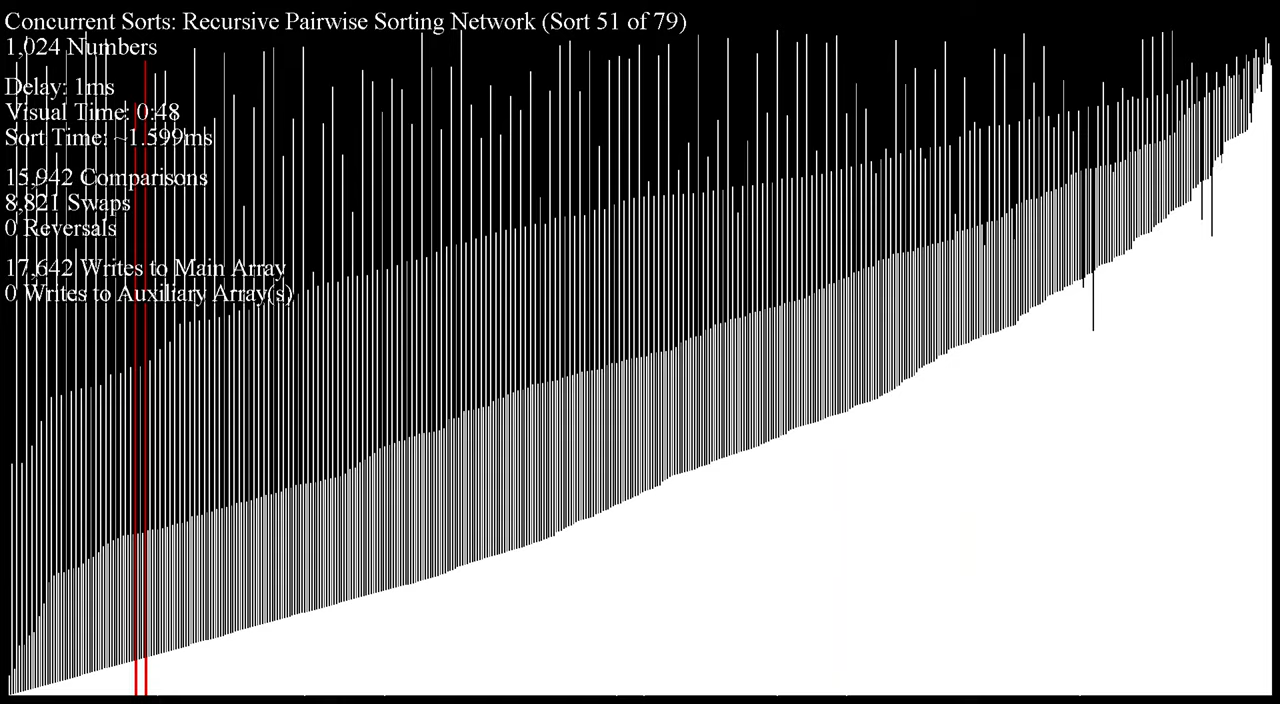 Concurrent Sorts: Recursive Pairwise Sorting Network (Sort 51 of 79)
1,024 Numbers
Delay: 1ms
Visual Time: 0:48
Sort Time: ~1.599ms
15,942 Comparisons
8,821 Swaps
0 Reversals
17,642 Writes to Main Array
0 Writes to Auxiliary Array(s)